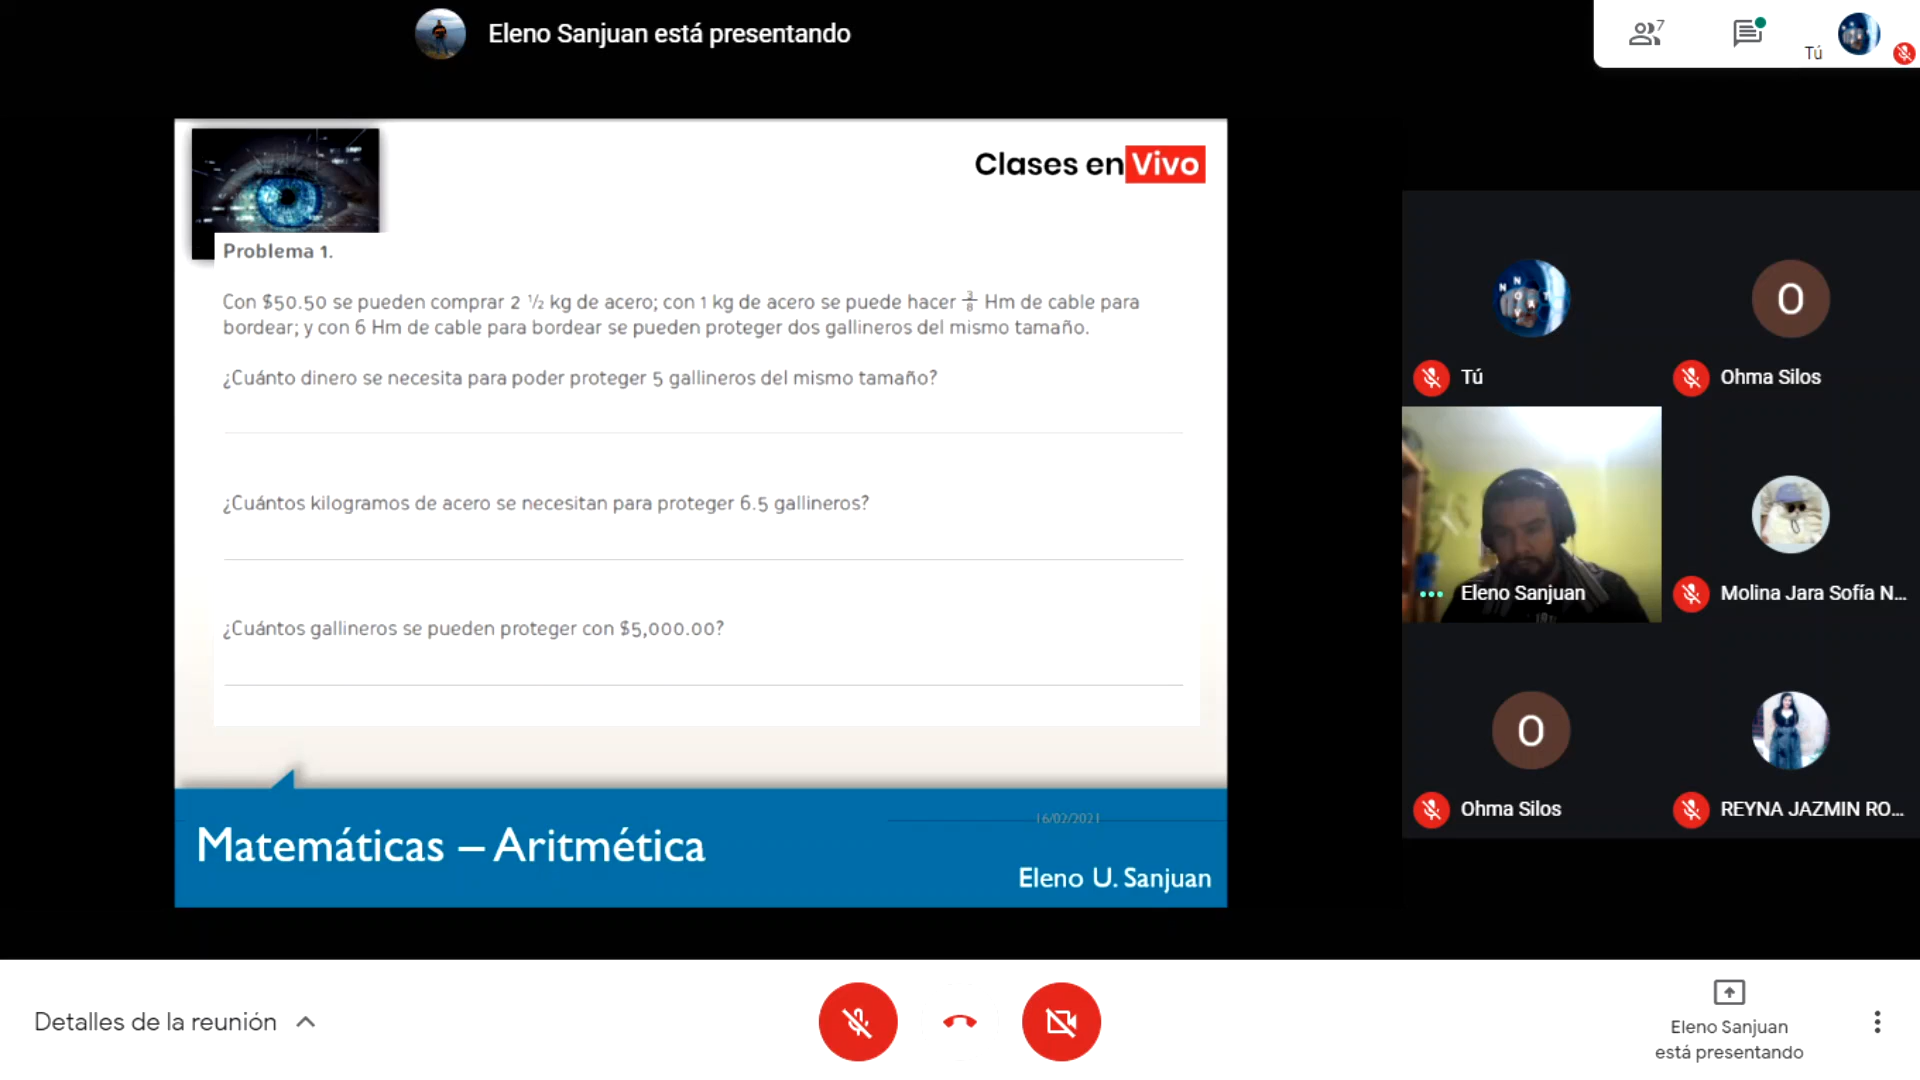 Eleno Sanjuan está presentando
7
Tú
Clases en Vivo
Problema 1.
Con $50.50 se pueden comprar 2 ½ kg de acero; con 1 kg de acero se puede hacer 3/8 Hm de cable para
bordear; y con 6 Hm de cable para bordear se pueden proteger dos gallineros del mismo tamaño.
¿Cuánto dinero se necesita para poder proteger 5 gallineros del mismo tamaño?
¿Cuántos kilogramos de acero se necesitan para proteger 6.5 gallineros?
¿Cuántos gallineros se pueden proteger con $5,000.00?
16/02/2021
Matemáticas – Aritmética
Eleno U. Sanjuan
O
Tú
Ohma Silos
Eleno Sanjuan
Molina Jara Sofía N...
O
Ohma Silos
REYNA JAZMIN RO...
Detalles de la reunión
Eleno Sanjuan
está presentando